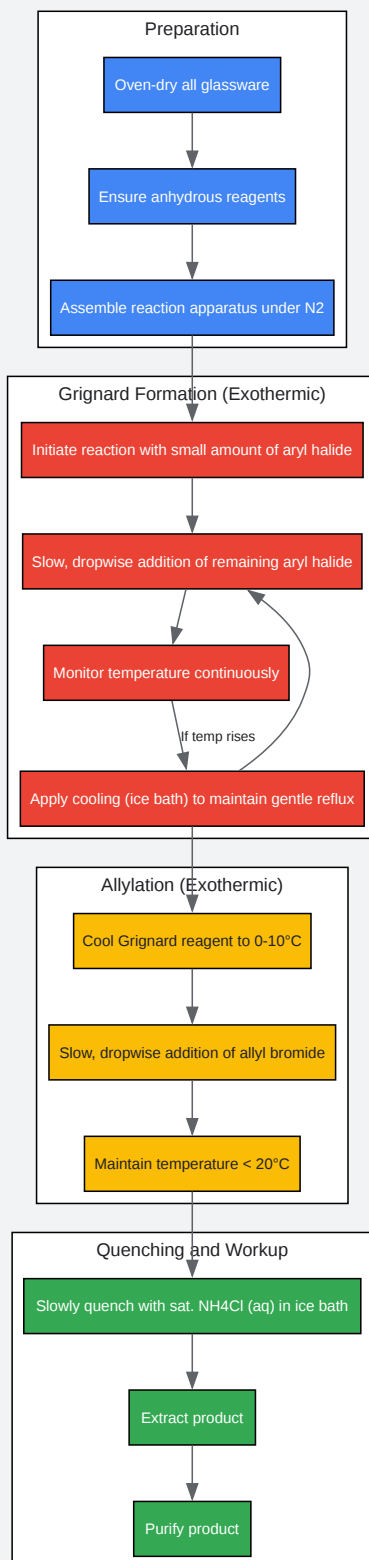 Preparation
Oven-dry all glassware
Ensure anhydrous reagents
Assemble reaction apparatus under N2
Grignard Formation (Exothermic)
Initiate reaction with small amount of aryl halide
Slow, dropwise addition of remaining aryl halide
Monitor temperature continuously
If temp rises
Apply cooling (ice bath) to maintain gentle reflux
Allylation (Exothermic)
Cool Grignard reagent to 0-10°C
Slow, dropwise addition of allyl bromide
Maintain temperature < 20°C
Quenching and Workup
Slowly quench with sat. NH4Cl (aq) in ice bath
Extract product
Purify product